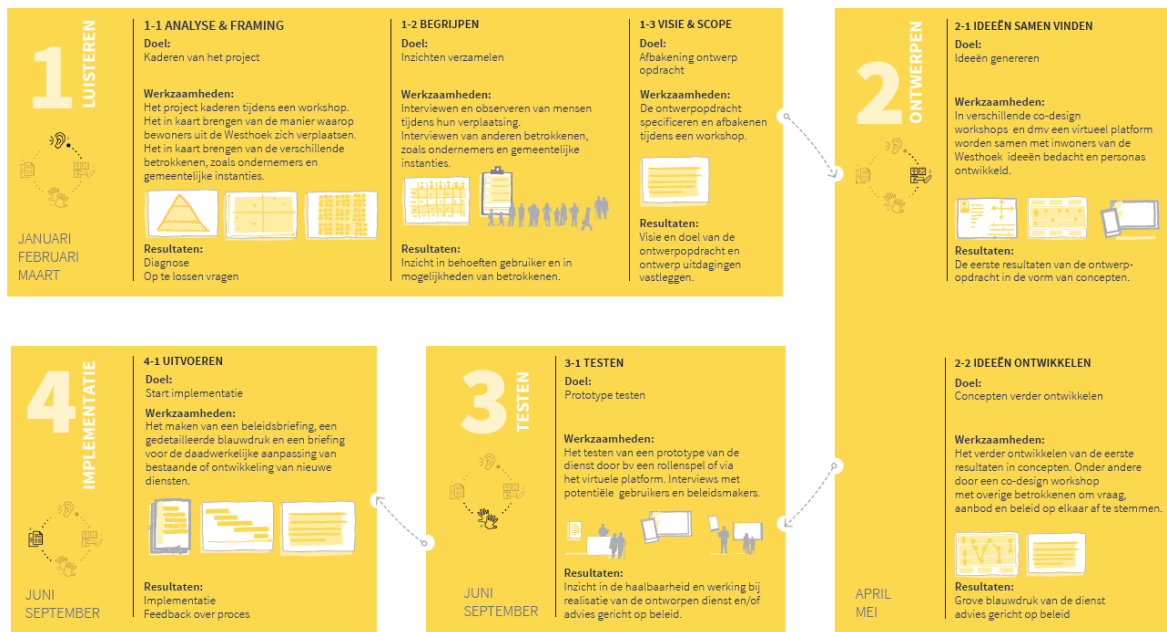 1
LUISTEREN
JANUARI
FEBRUARI
MAART
1-1 ANALYSE & FRAMING
Doel:
Kaderen van het project
Werkzaamheden:
Het project kaderen tijdens een workshop.
Het in kaart brengen van de manier waarop
bewoners uit de Westhoek zich verplaatsen.
Het in kaart brengen van de verschillende
betrokkenen, zoals ondernemers en
gemeentelijke instanties.
Resultaten:
Diagnose
Op te lossen vragen
1-2 BEGRIJPEN
Doel:
Inzichten verzamelen
Werkzaamheden:
Interviewen en observeren van mensen
tijdens hun verplaatsing.
Interviewen van anderen betrokkenen,
zoals ondernemers en gemeentelijke
instanties.
Resultaten:
Inzicht in behoeften gebruiker en in
mogelijkheden van betrokkenen.
1-3 VISIE & SCOPE
Doel:
Afbakening ontwerp
opdracht
Werkzaamheden:
De ontwerpopdracht
specificeren en afbakenen
tijdens een workshop.
Resultaten:
Visie en doel van de
ontwerpopdracht en
ontwerp uitdagingen
vastleggen.
2
ONTWERPEN
2-1 IDEEËN SAMEN VINDEN
Doel:
Ideeën genereren
Werkzaamheden:
In verschillende co-design
workshops en dmv een virtueel platform
worden samen met inwoners van de
Westhoek ideeën bedacht en personas
ontwikkeld.
Resultaten:
De eerste resultaten van de ontwerp-
opdracht in de vorm van concepten.
2-2 IDEEËN ONTWIKKELEN
Doel:
Concepten verder ontwikkelen
Werkzaamheden:
Het verder ontwikkelen van de eerste
resultaten in concepten. Onder andere
door een co-design workshop
met overige betrokkenen om vraag,
aanbod en beleid op elkaar af te stemmen.
Resultaten:
Grove blauwdruk van de dienst
advies gericht op beleid
APRIL
MEI
3
TESTEN
JUNI
SEPTEMBER
3-1 TESTEN
Doel:
Prototype testen
Werkzaamheden:
Het testen van een prototype van de
dienst door bv een rollenspel of via
het virtuele platform. Interviews met
potentiële gebruikers en beleidsmakers.
Resultaten:
Inzicht in de haalbaarheid en werking bij
realisatie van de ontworpen dienst en/of
advies gericht op beleid.
4
IMPLEMENTATIE
JUNI
SEPTEMBER
4-1 UITVOEREN
Doel:
Start implementatie
Werkzaamheden:
Het maken van een beleidsbriefing, een
gedetailleerde blauwdruk en een briefing
voor de daadwerkelijke aanpassing van
bestaande of ontwikkeling van nieuwe
diensten.
Resultaten:
Implementatie
Feedback over proces